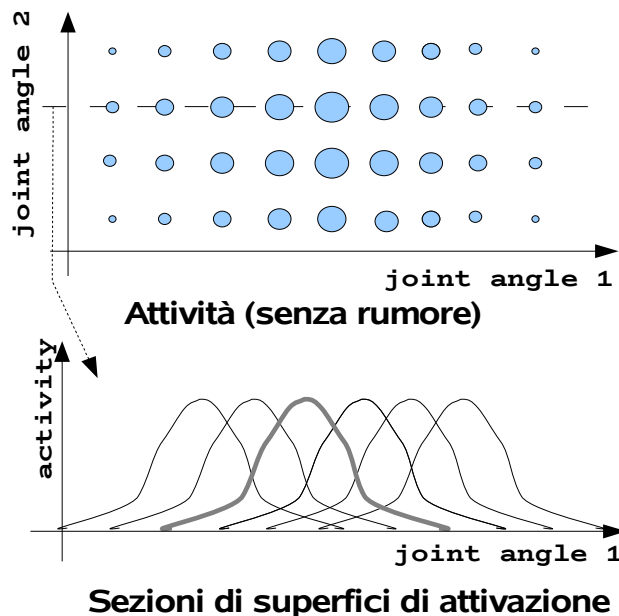 joint angle 2
joint angle 1
Attività (senza rumore)
activity
joint angle 1
Sezioni di superfici di attivazione